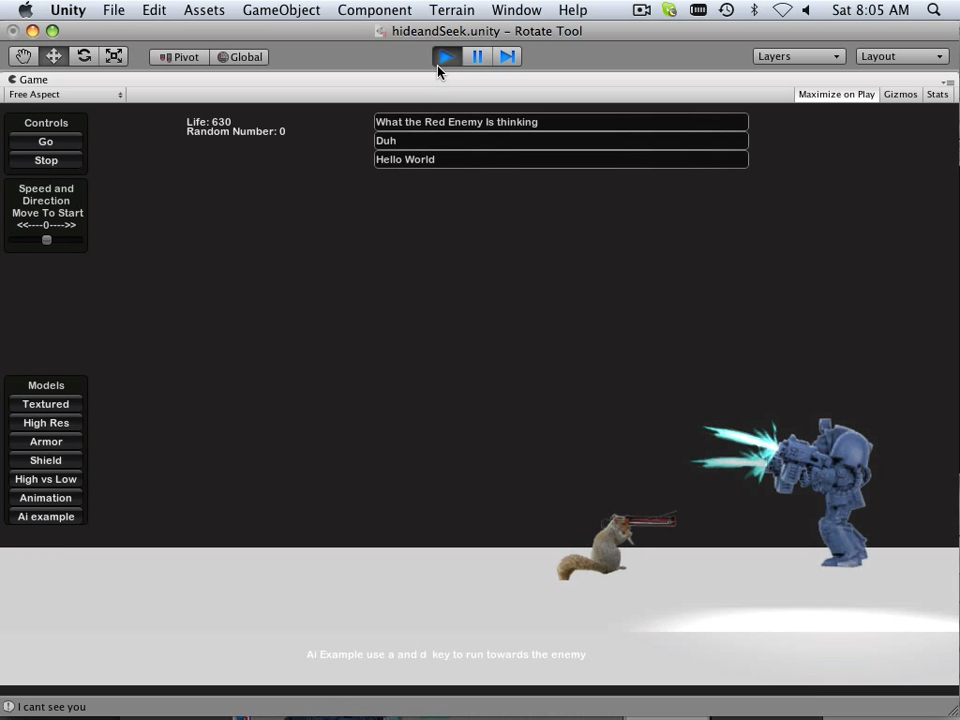 Unity File Edit Assets GameObject Component Terrain Window Help Sat 8:05 AM
hideandSeek.unity – Rotate Tool
Pivot Global Layers Layout
Game
Free Aspect Maximize on Play Gizmos Stats
Controls
Go
Stop
Life: 630
Random Number: 0
What the Red Enemy Is thinking
Duh
Hello World
Speed and
Direction
Move To Start
<<----0---->>
Models
Textured
High Res
Armor
Shield
High vs Low
Animation
Ai example
Ai Example use a and d key to run towards the enemy
I cant see you